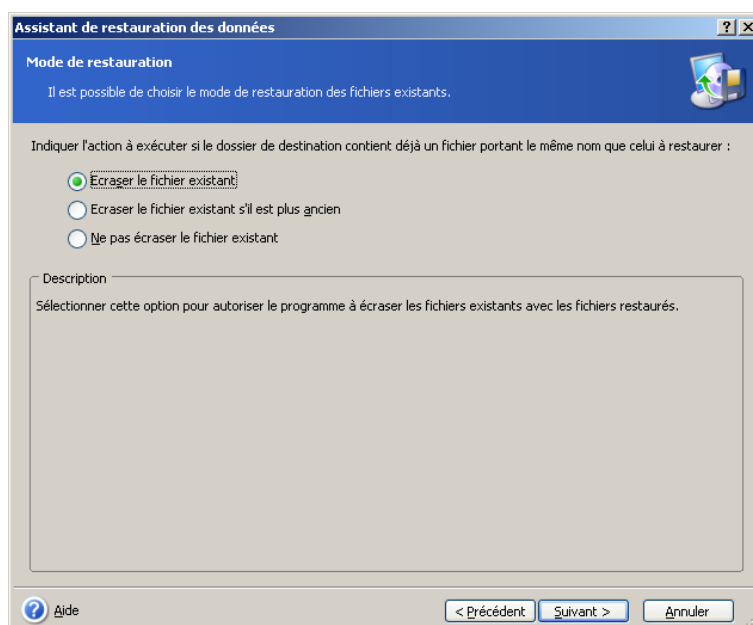 Assistant de restauration des données
Mode de restauration
Il est possible de choisir le mode de restauration des fichiers existants.
Indiquer l'action à exécuter si le dossier de destination contient déjà un fichier portant le même nom que celui à restaurer :
Ecraser le fichier existant
Ecraser le fichier existant s'il est plus ancien
Ne pas écraser le fichier existant
Description
Sélectionner cette option pour autoriser le programme à écraser les fichiers existants avec les fichiers restaurés.
Aide
< Précédent
Suivant >
Annuler